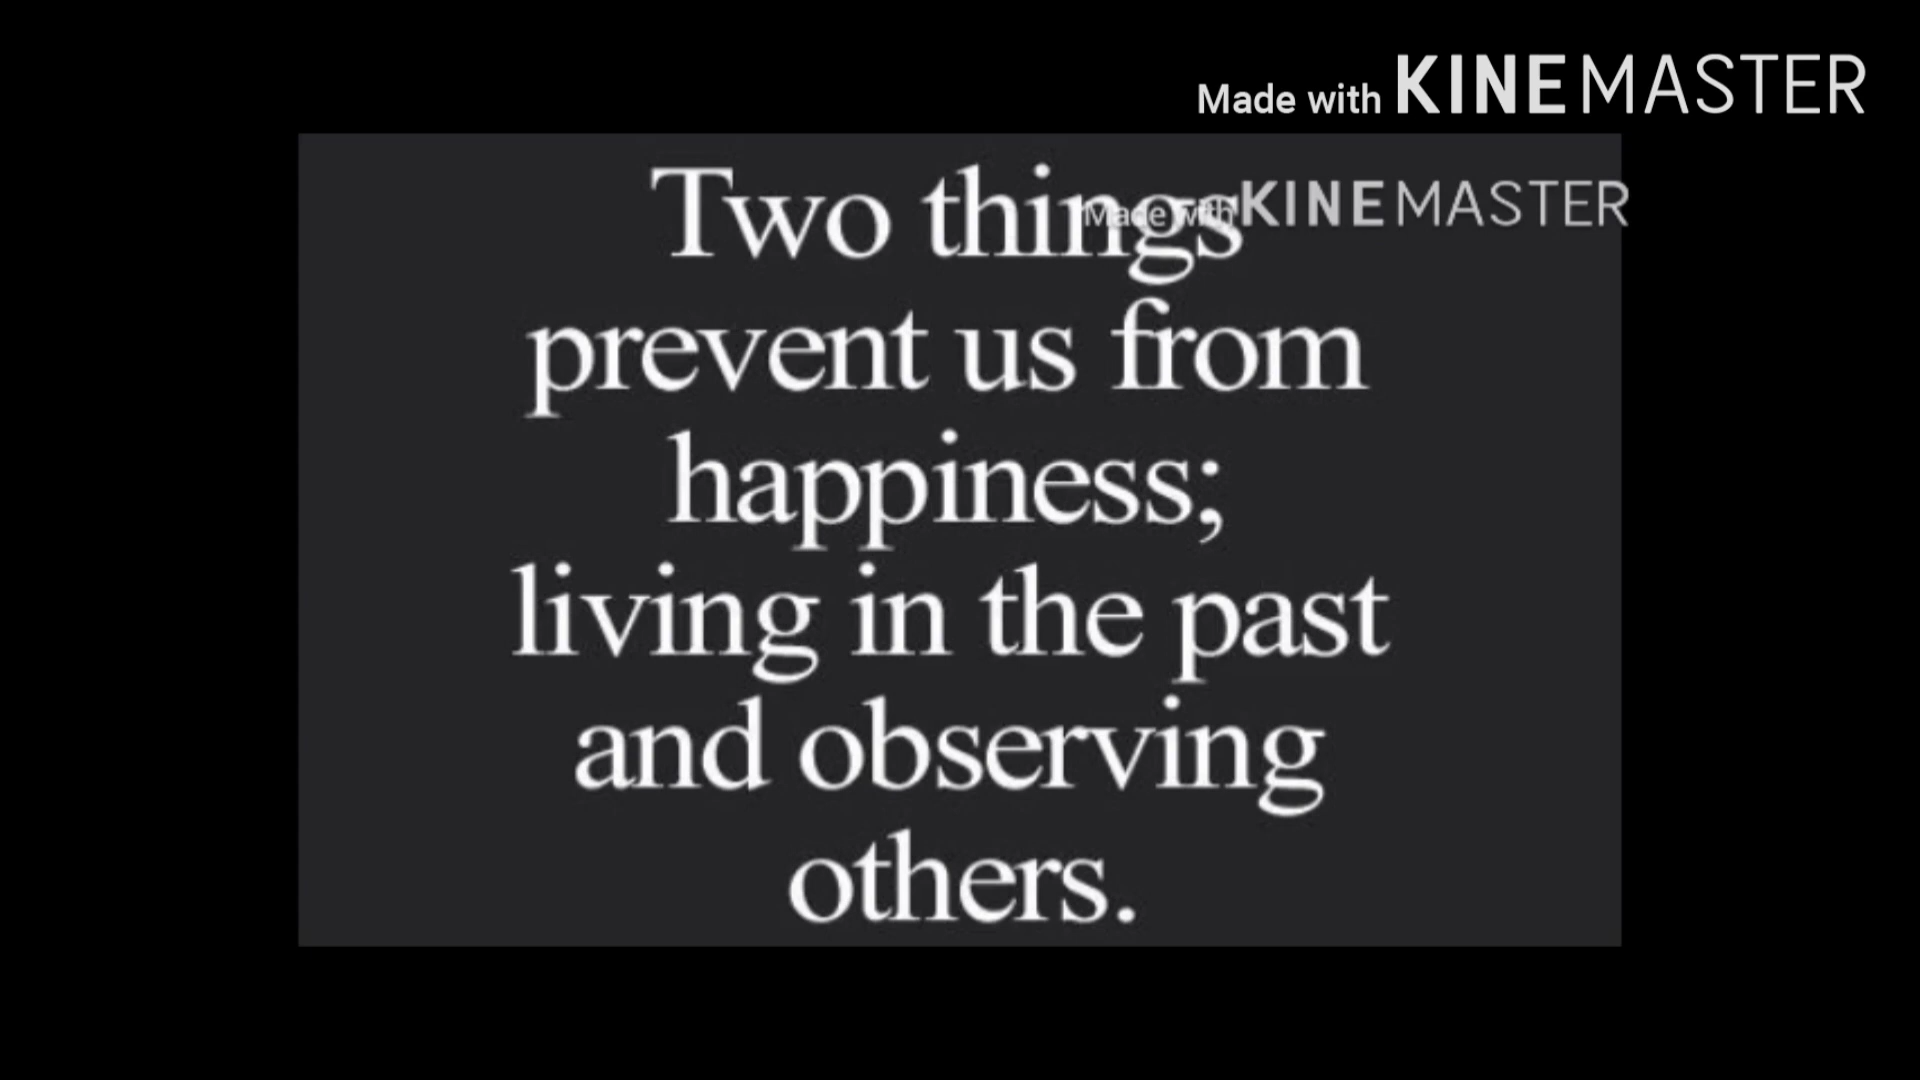 Made with KINEMASTER
Two things
Made with KINEMASTER
prevent us from
happiness;
living in the past
and observing
others.